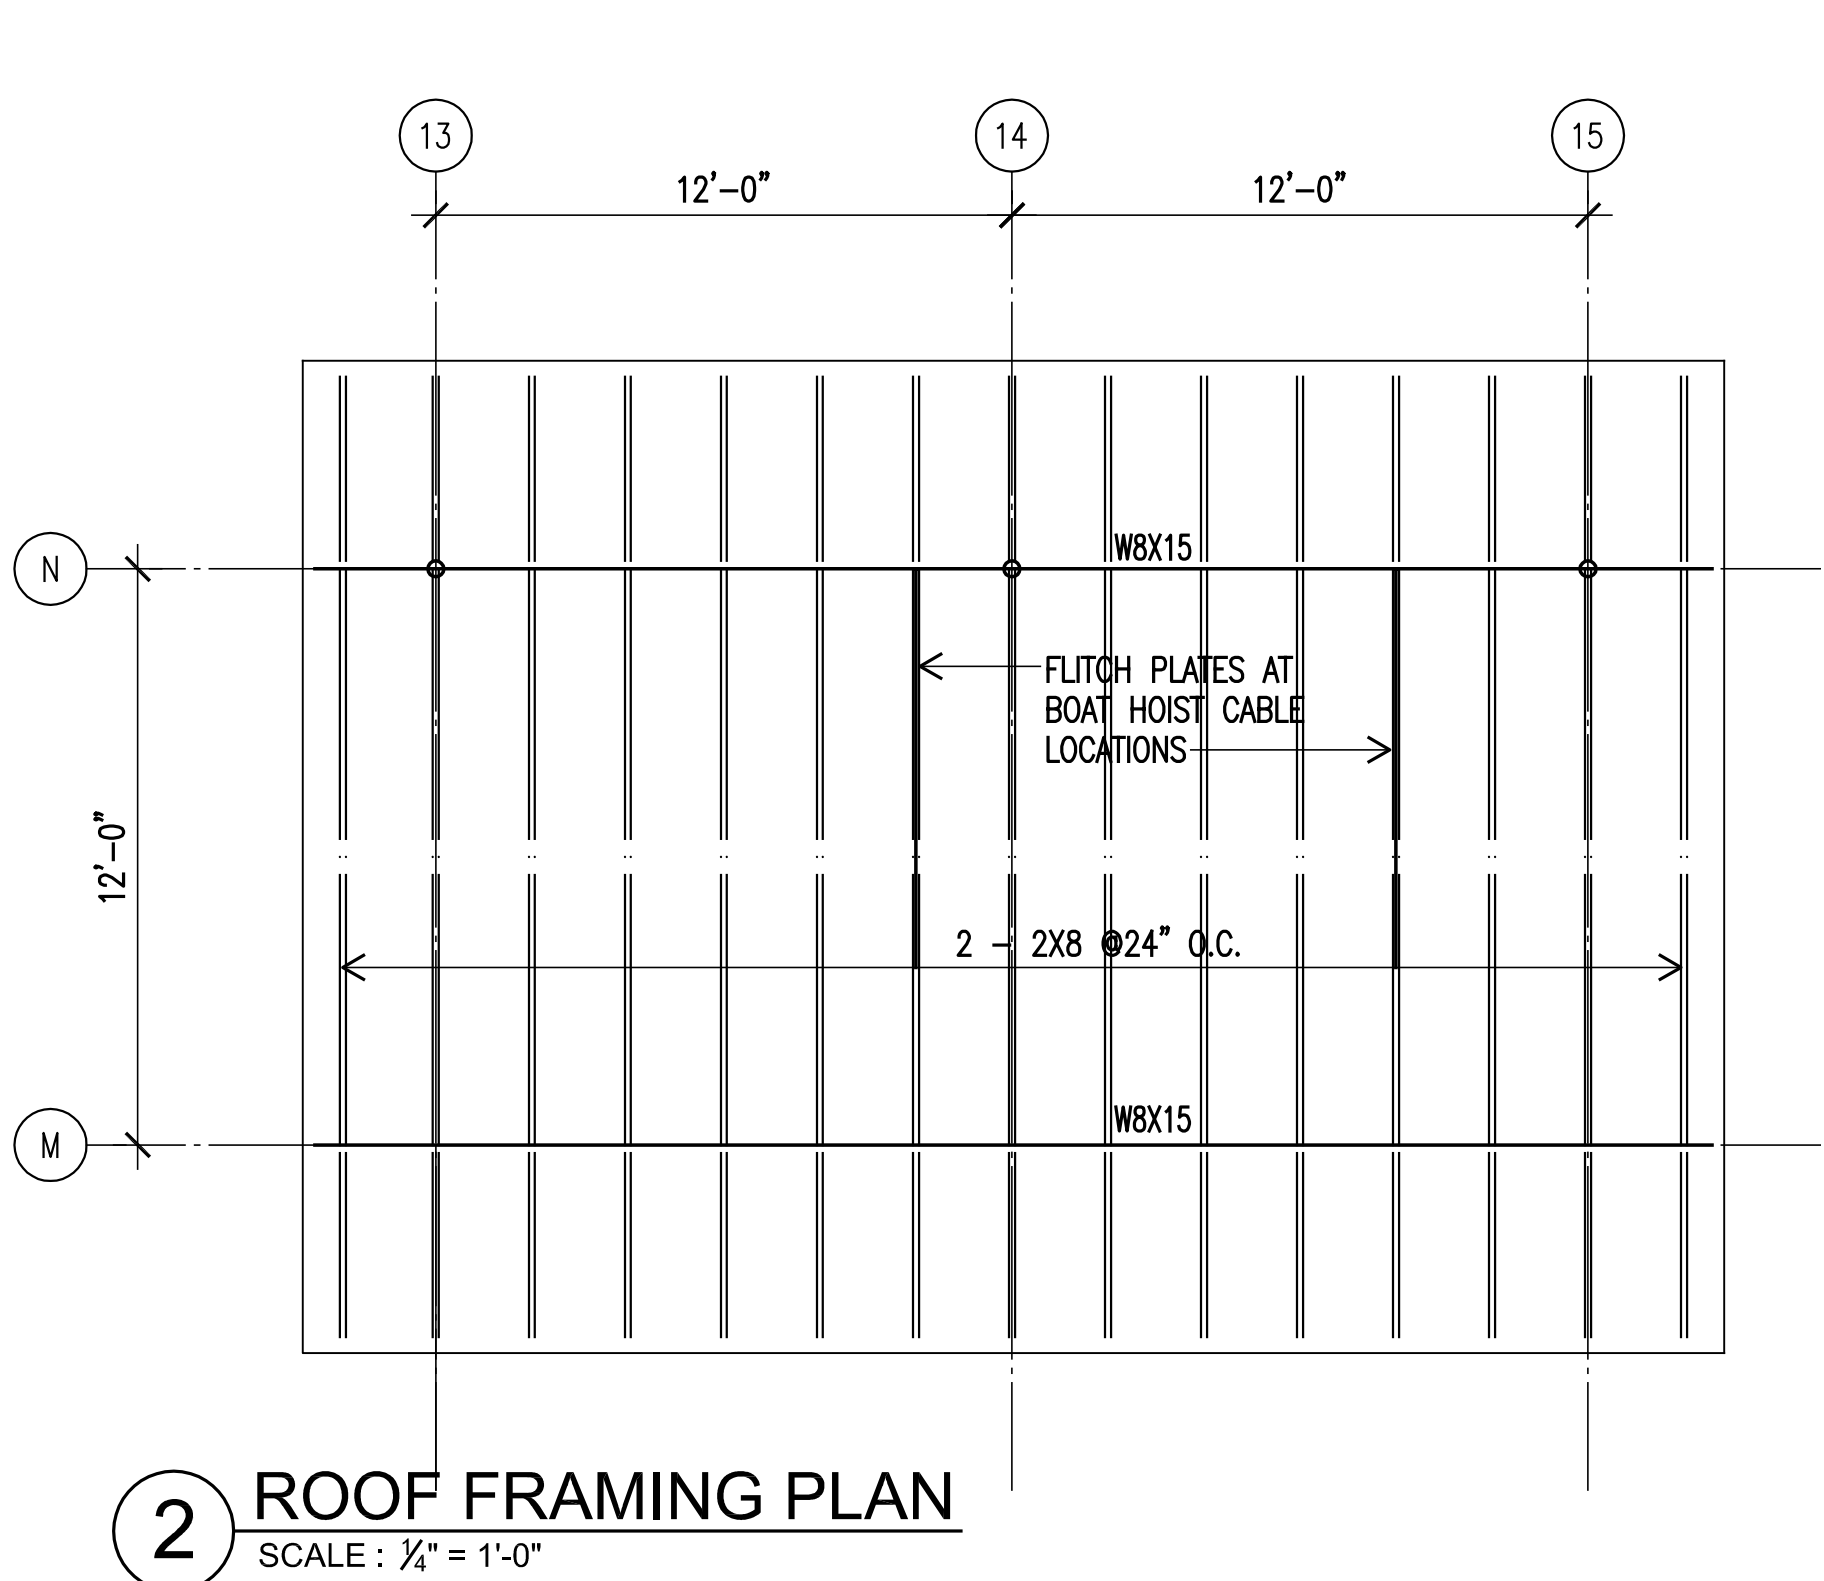 13
14
15
12'-0"
12'-0"
N
W8X15
FLITCH PLATES AT
BOAT HOIST CABLE
LOCATIONS
12'-0"
2 - 2X8 @24" O.C.
W8X15
M
2
ROOF FRAMING PLAN
SCALE : ¼" = 1'-0"